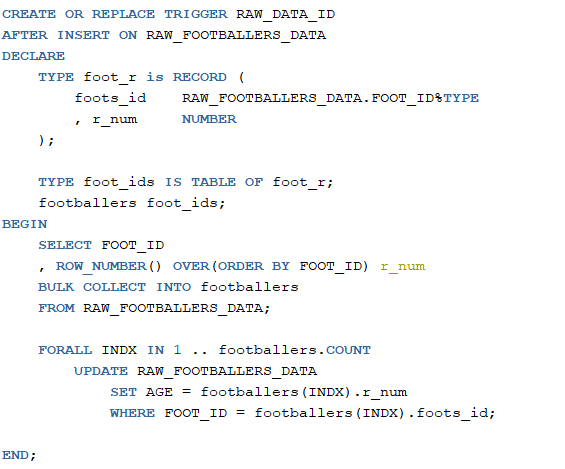 CREATE OR REPLACE TRIGGER RAW_DATA_ID
AFTER INSERT ON RAW_FOOTBALLERS_DATA
DECLARE
    TYPE foot_r is RECORD (
        foots_id    RAW_FOOTBALLERS_DATA.FOOT_ID%TYPE
        , r_num     NUMBER
    );

    TYPE foot_ids IS TABLE OF foot_r;
    footballers foot_ids;
BEGIN
    SELECT FOOT_ID
    , ROW_NUMBER() OVER(ORDER BY FOOT_ID) r_num
    BULK COLLECT INTO footballers
    FROM RAW_FOOTBALLERS_DATA;

    FORALL INDX IN 1 .. footballers.COUNT
        UPDATE RAW_FOOTBALLERS_DATA
            SET AGE = footballers(INDX).r_num
            WHERE FOOT_ID = footballers(INDX).foots_id;

END;